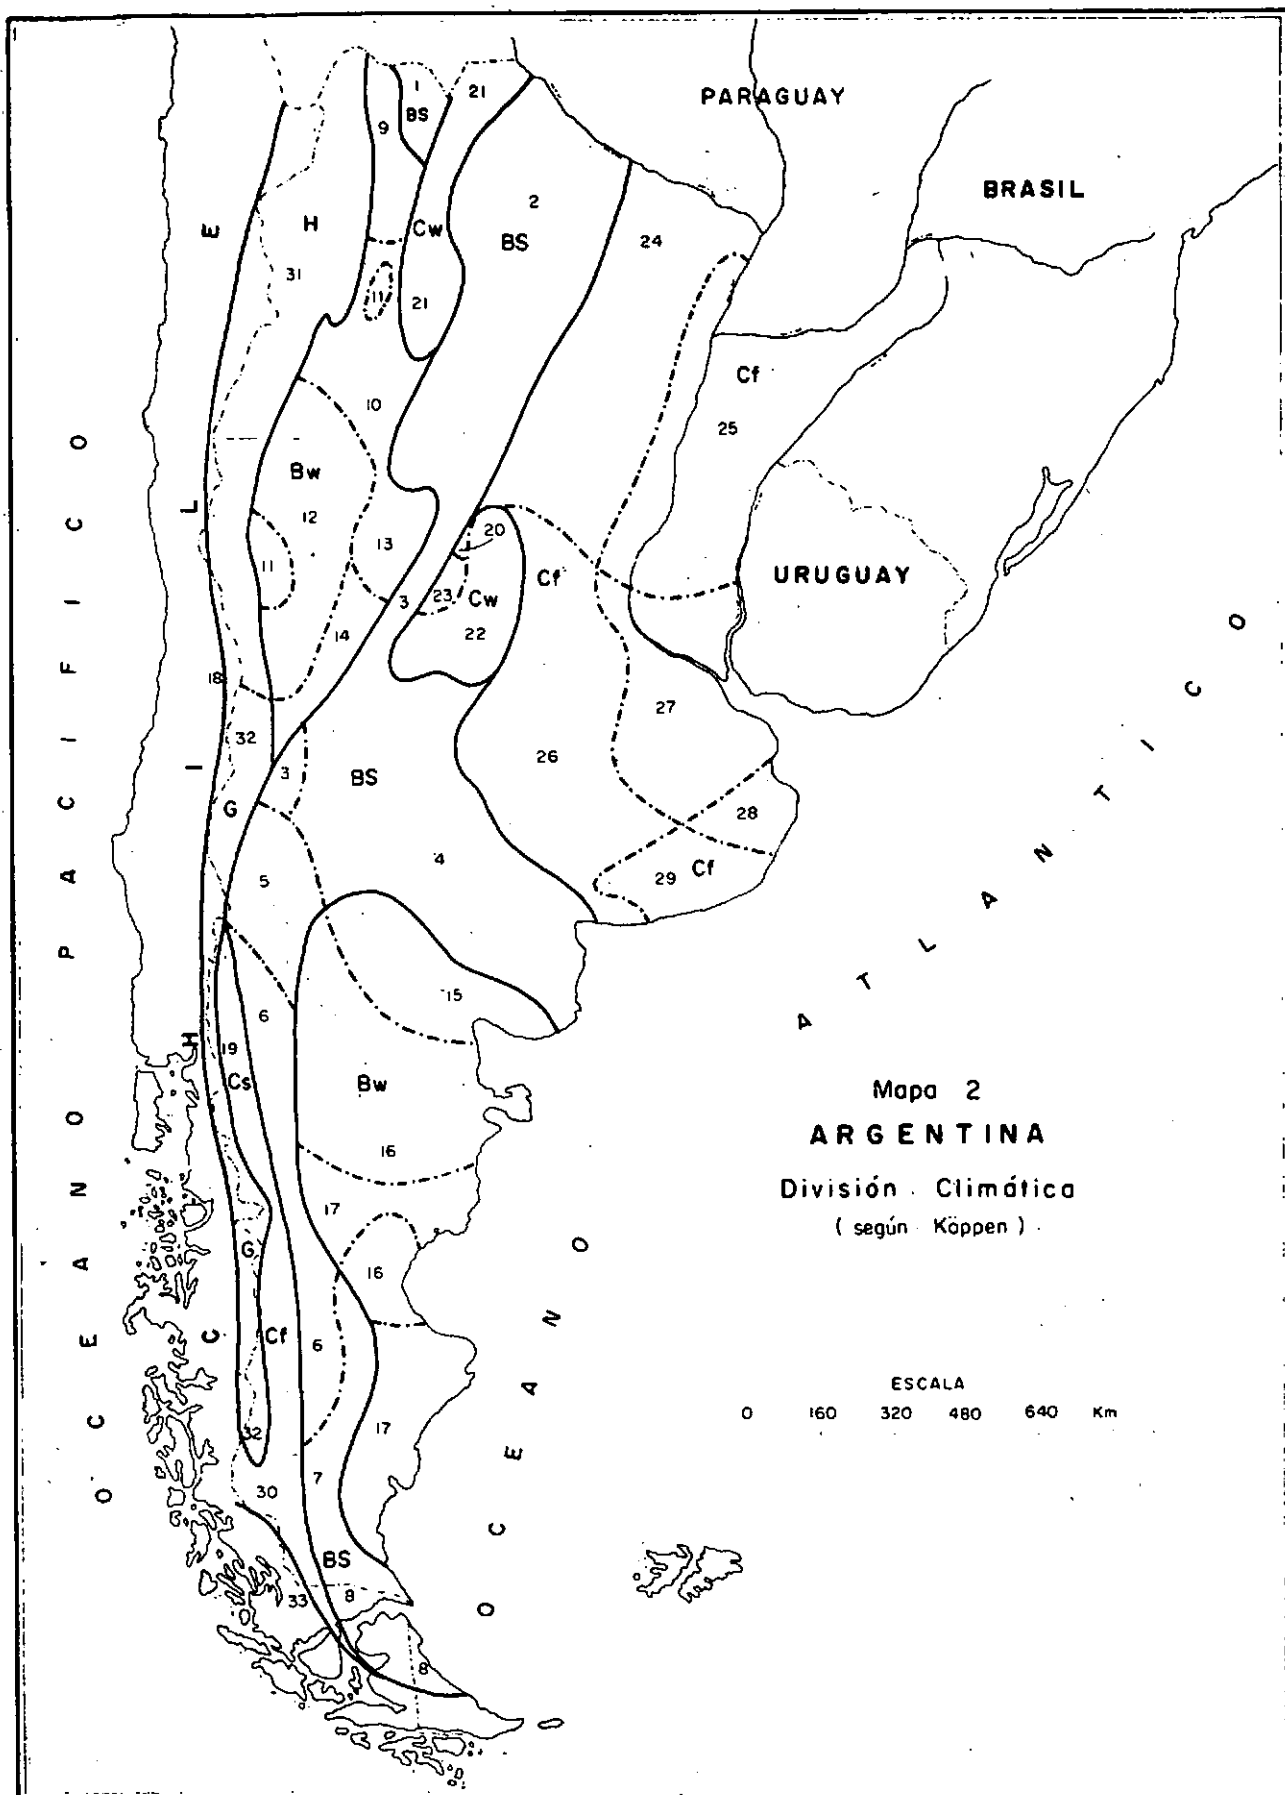 1
BS
21
PARAGUAY
9
BRASIL
2
E
H
Cw
BS
24
31
11
21
Cf
10
25
Bw
12
20
13
11
Cf
URUGUAY
3
23
Cw
14
22
18
27
32
26
3
BS
G
28
4
5
29
Cf
15
6
19
Cs
Bw
16
17
G
16
Cf
6
32
17
7
30
BS
33
8
8
OCEANO PACIFICO
CHILE
OCEANO ATLANTICO
Mapa 2
ARGENTINA
División Climática
( según Köppen )
ESCALA
0 160 320 480 640 Km